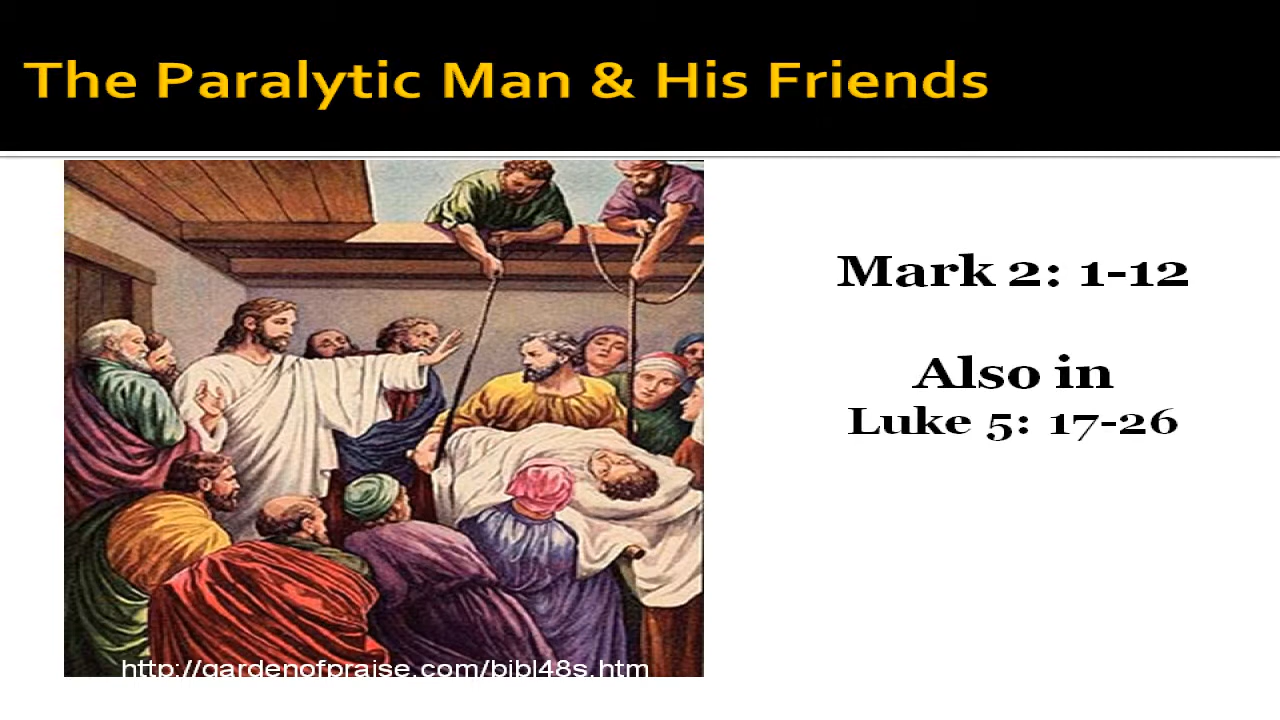 The Paralytic Man & His Friends
Mark 2: 1-12
Also in
Luke 5: 17-26
http://gardenofpraise.com/bibl48s.htm